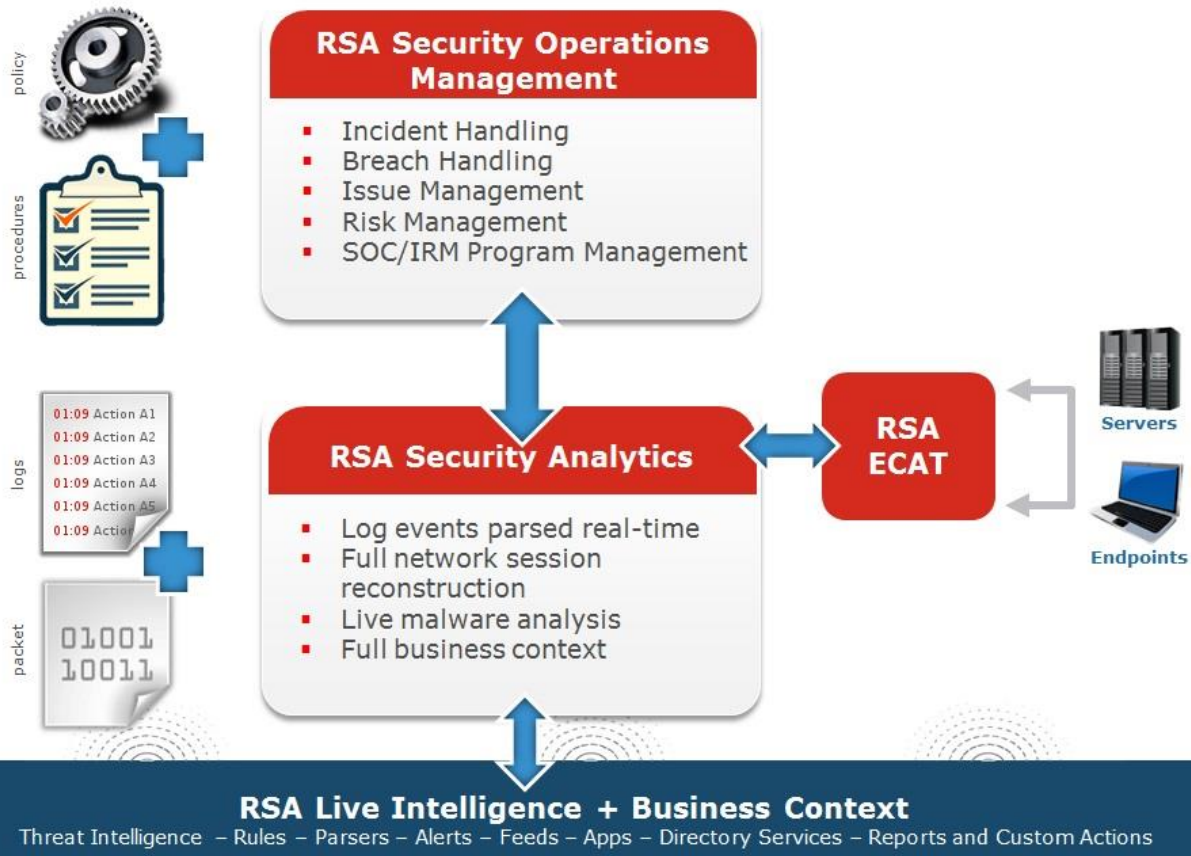 policy
procedures
RSA Security Operations
Management
Incident Handling
Breach Handling
Issue Management
Risk Management
SOC/IRM Program Management
logs
01:09 Action A1
01:09 Action A2
01:09 Action A3
01:09 Action A4
01:09 Action A5
01:09 Action
packet
01001
10011
RSA Security Analytics
Log events parsed real-time
Full network session
reconstruction
Live malware analysis
Full business context
RSA
ECAT
Servers
Endpoints
RSA Live Intelligence + Business Context
Threat Intelligence – Rules – Parsers – Alerts – Feeds – Apps – Directory Services – Reports and Custom Actions